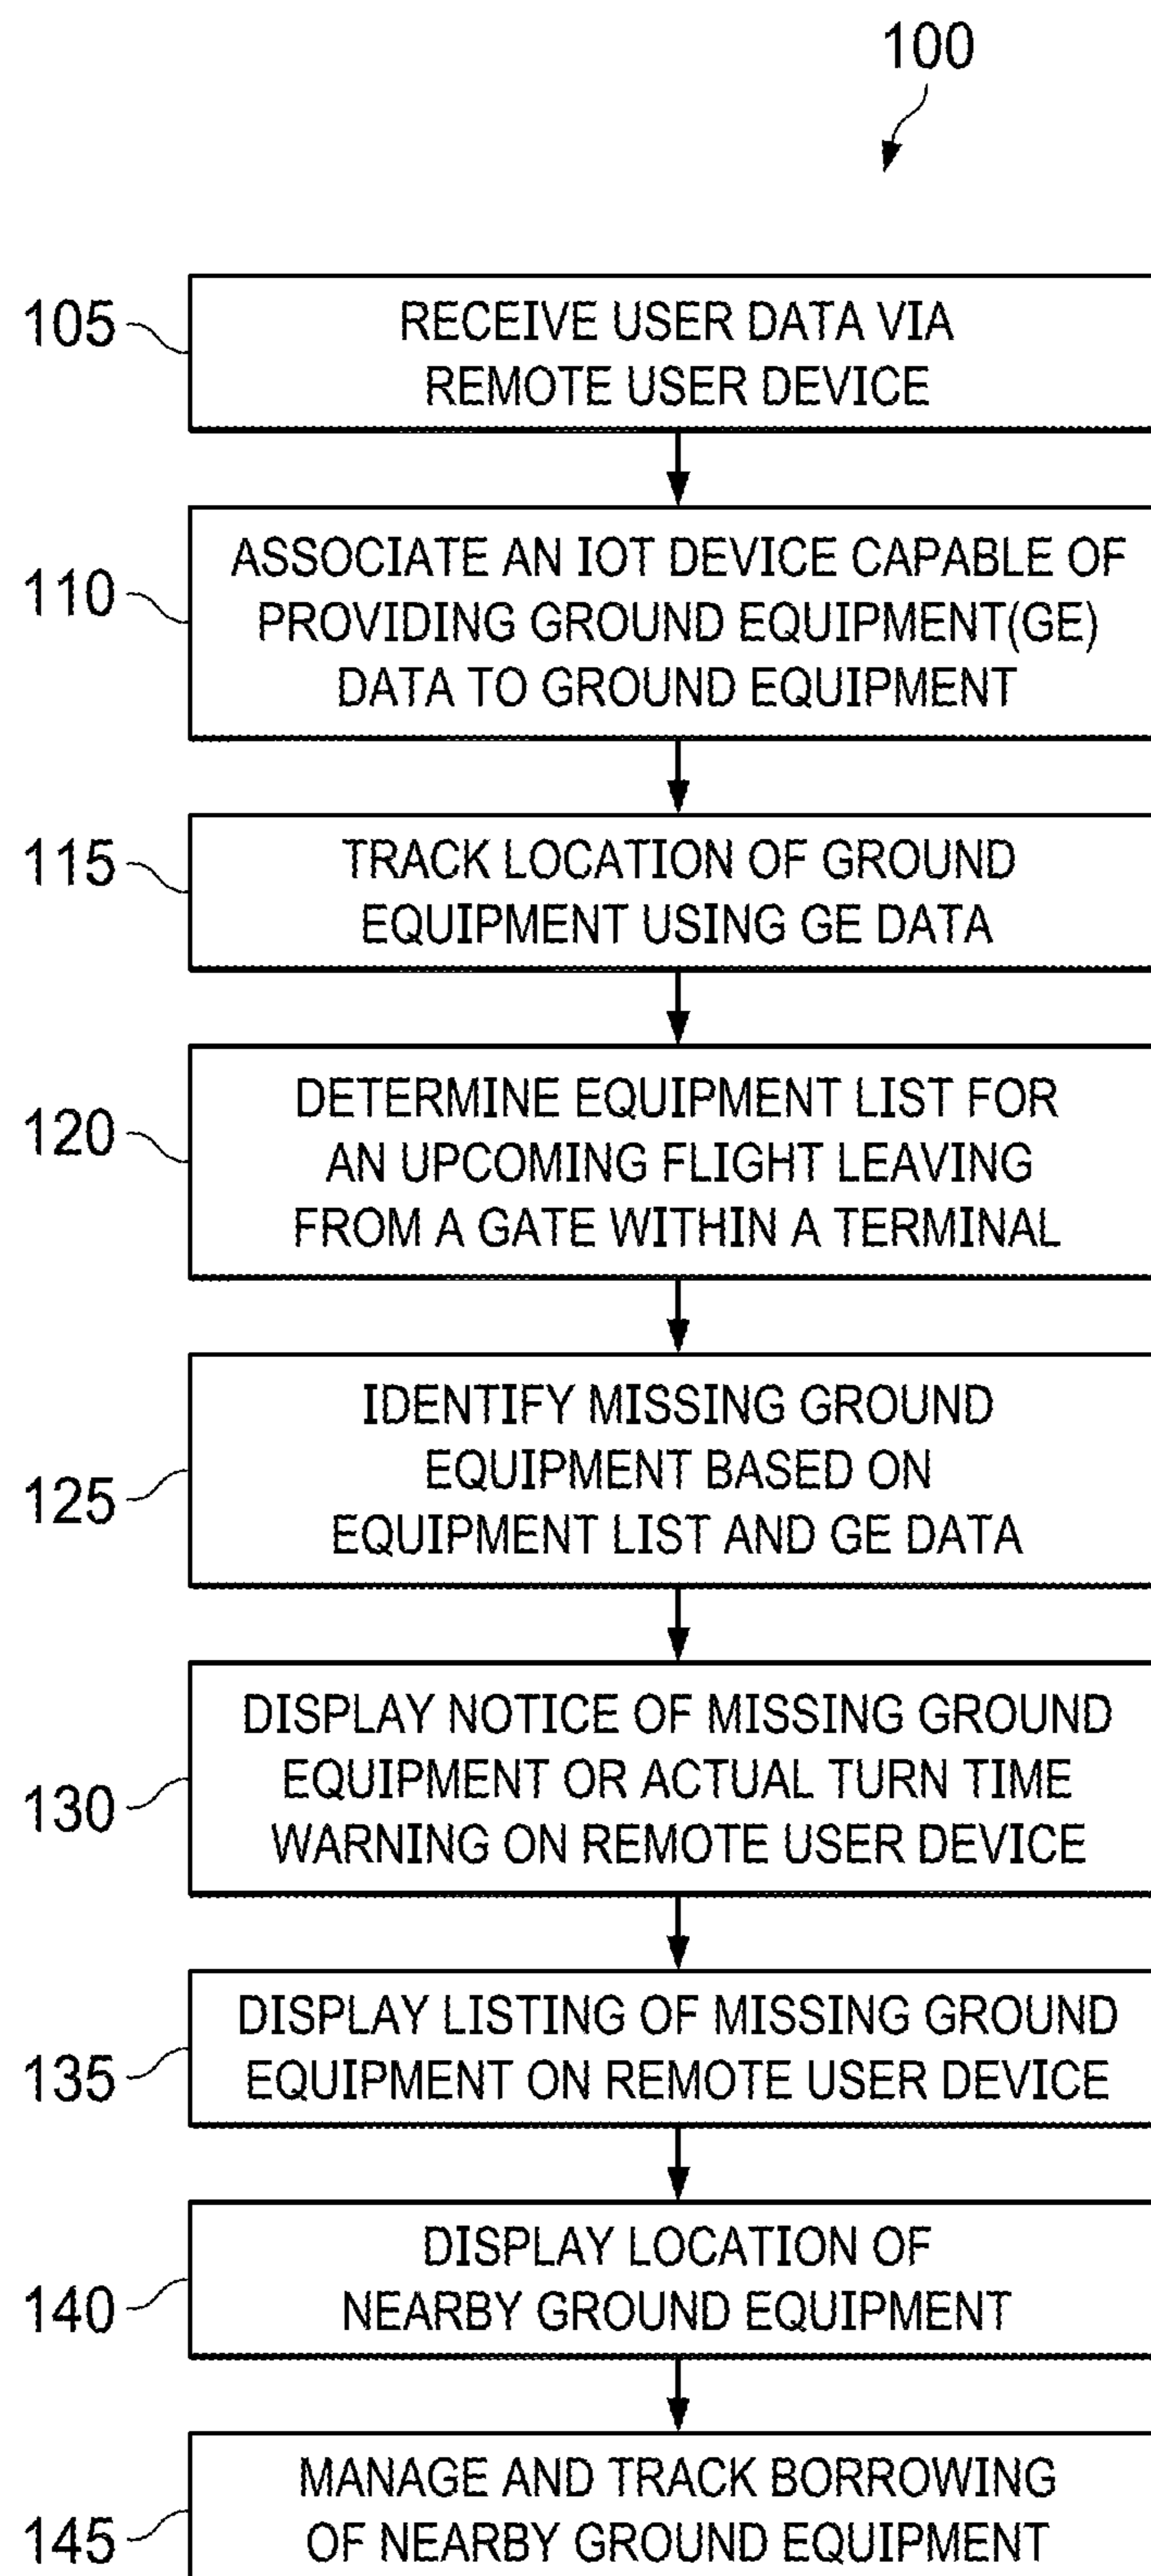 100
105
RECEIVE USER DATA VIA
REMOTE USER DEVICE
110
ASSOCIATE AN IOT DEVICE CAPABLE OF
PROVIDING GROUND EQUIPMENT(GE)
DATA TO GROUND EQUIPMENT
115
TRACK LOCATION OF GROUND
EQUIPMENT USING GE DATA
120
DETERMINE EQUIPMENT LIST FOR
AN UPCOMING FLIGHT LEAVING
FROM A GATE WITHIN A TERMINAL
125
IDENTIFY MISSING GROUND
EQUIPMENT BASED ON
EQUIPMENT LIST AND GE DATA
130
DISPLAY NOTICE OF MISSING GROUND
EQUIPMENT OR ACTUAL TURN TIME
WARNING ON REMOTE USER DEVICE
135
DISPLAY LISTING OF MISSING GROUND
EQUIPMENT ON REMOTE USER DEVICE
140
DISPLAY LOCATION OF
NEARBY GROUND EQUIPMENT
145
MANAGE AND TRACK BORROWING
OF NEARBY GROUND EQUIPMENT